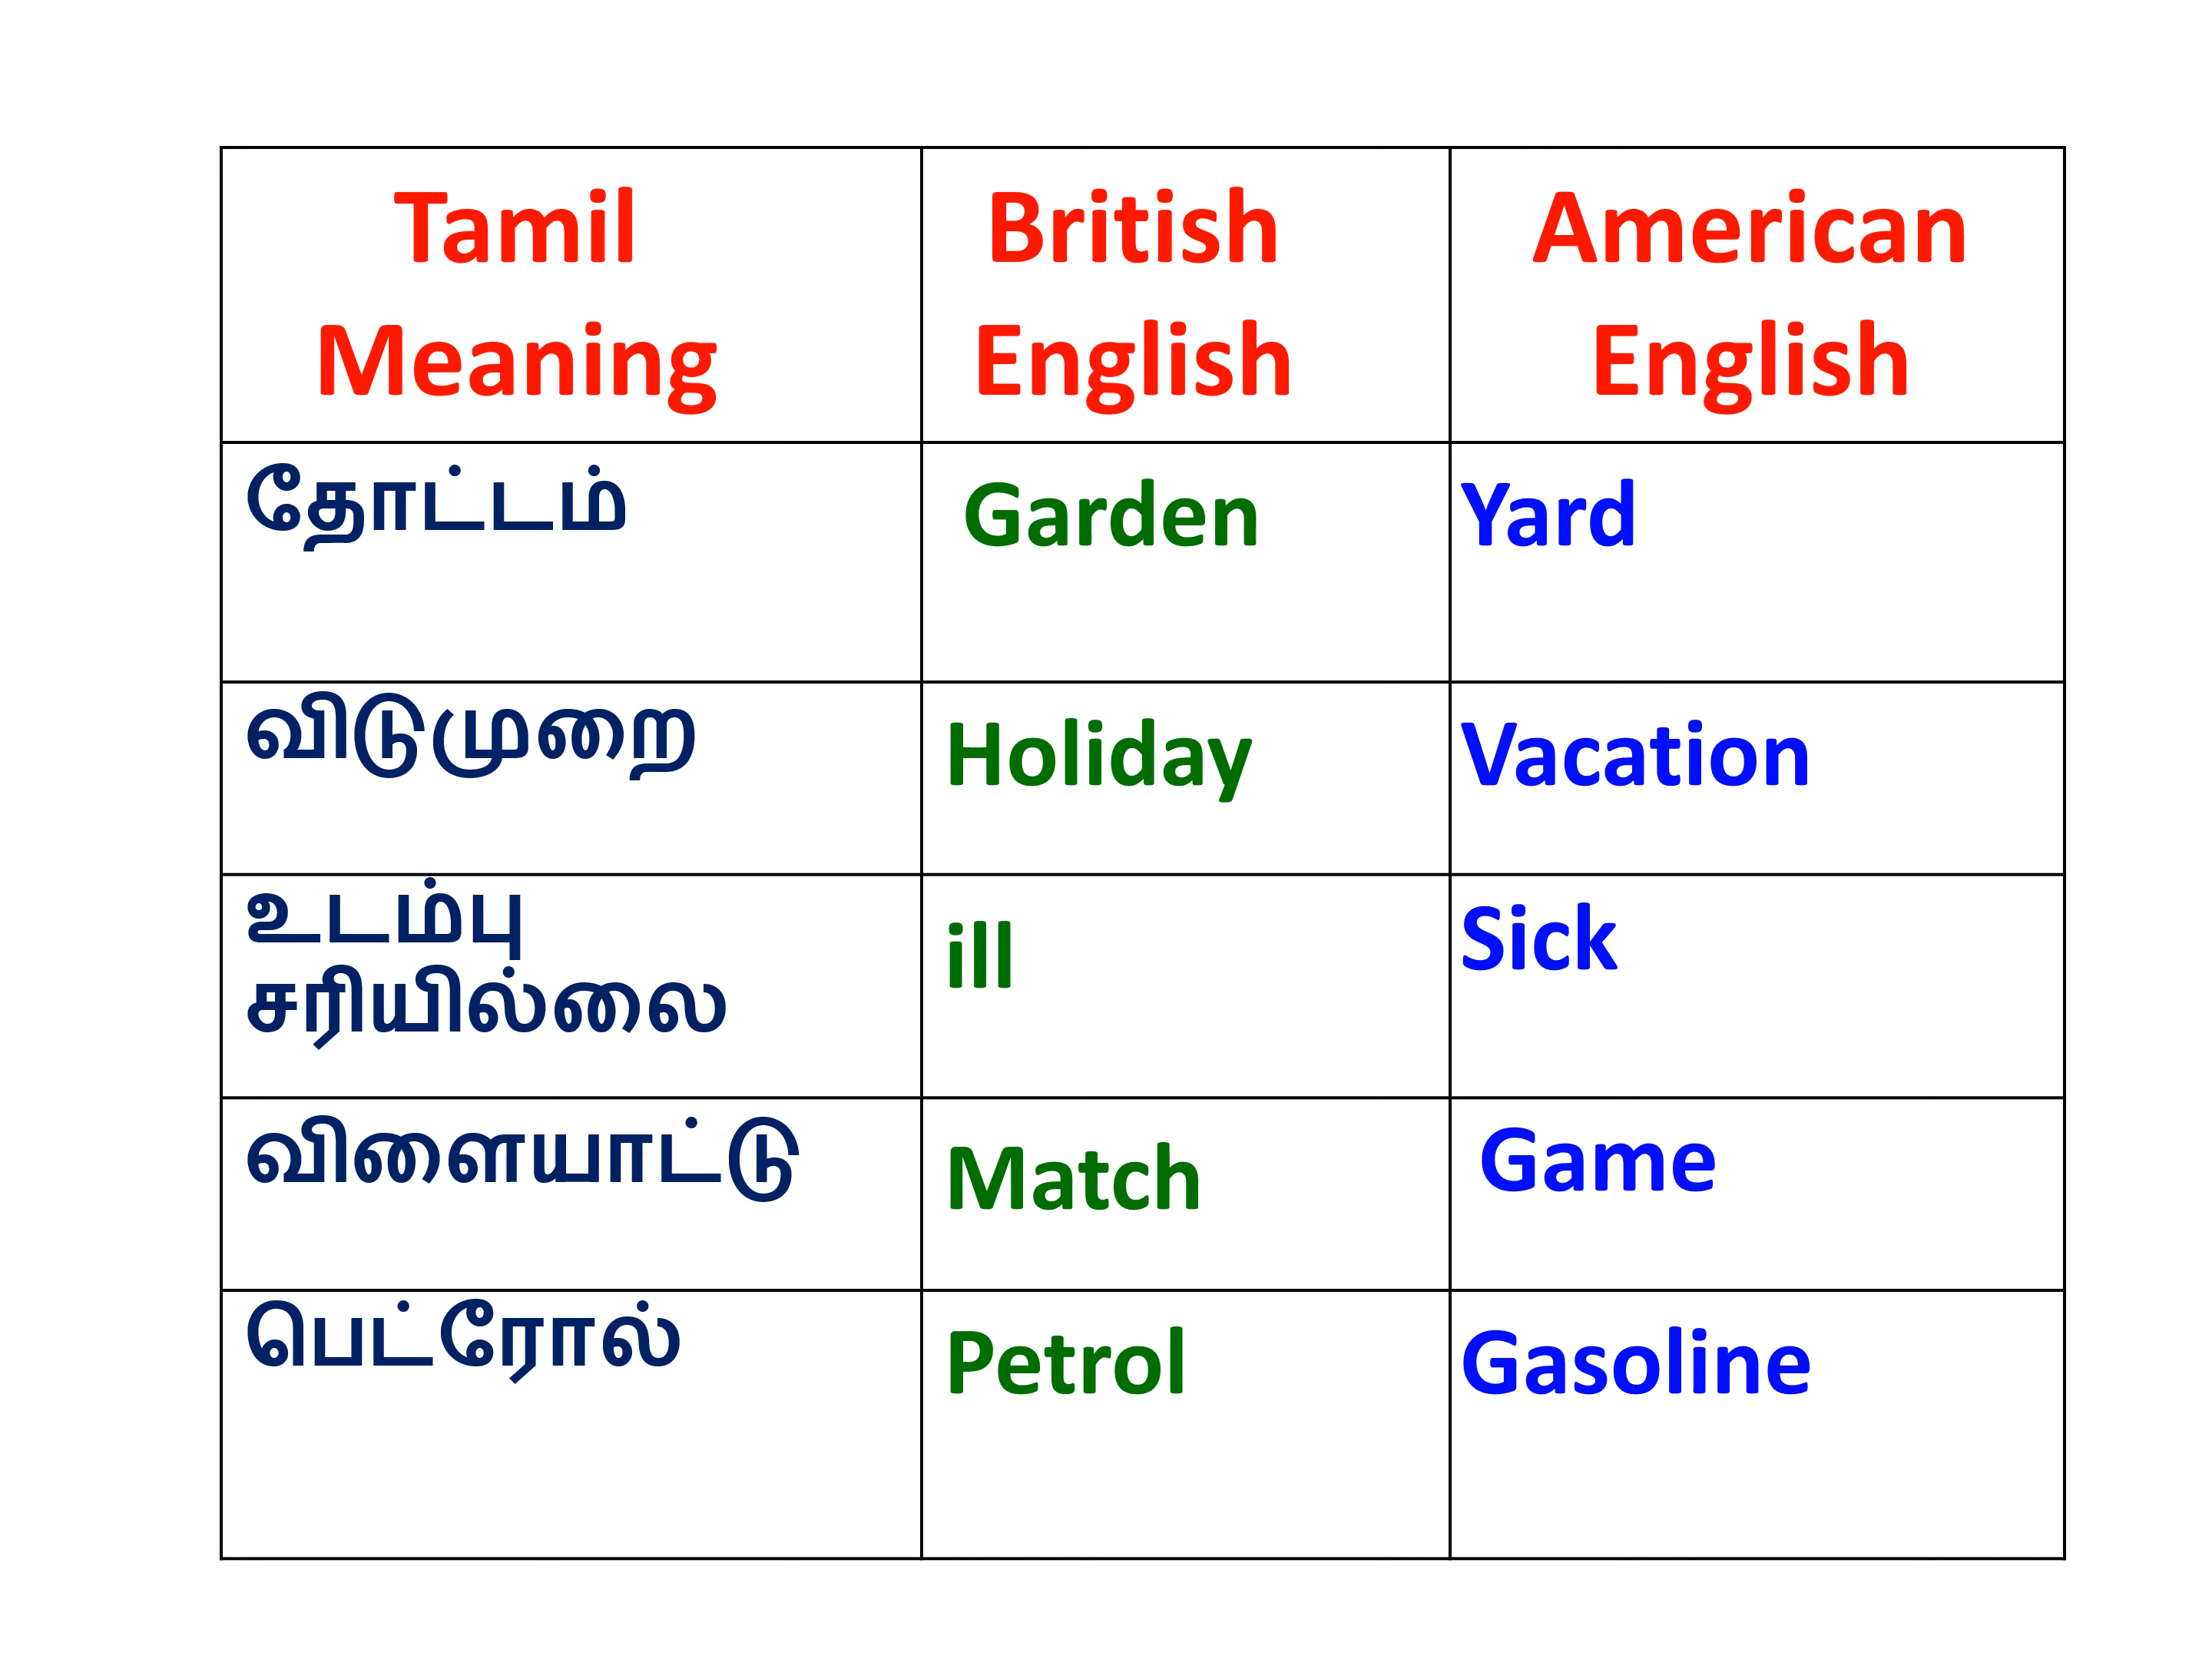 Tamil Meaning British English American English
தோட்டம் Garden Yard
விடுமுறை Holiday Vacation
உடம்பு சரியில்லை ill Sick
விளையாட்டு Match Game
பெட்ரோல் Petrol Gasoline